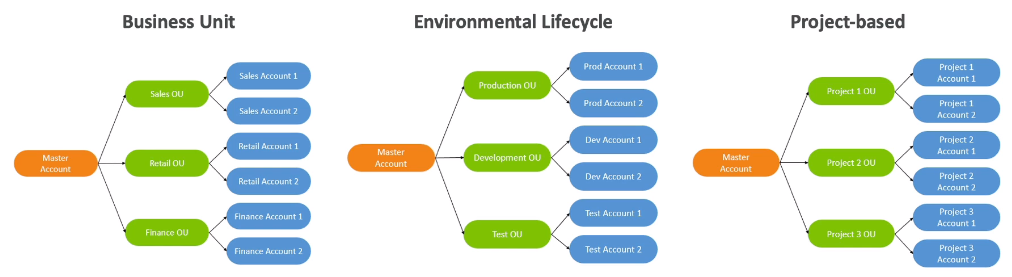 Business Unit
Master
Account
Sales OU
Retail OU
Finance OU
Sales Account 1
Sales Account 2
Retail Account 1
Retail Account 2
Finance Account 1
Finance Account 2
Environmental Lifecycle
Master
Account
Production OU
Development OU
Test OU
Prod Account 1
Prod Account 2
Dev Account 1
Dev Account 2
Test Account 1
Test Account 2
Project-based
Master
Account
Project 1 OU
Project 2 OU
Project 3 OU
Project 1
Account 1
Project 1
Account 2
Project 2
Account 1
Project 2
Account 2
Project 3
Account 1
Project 3
Account 2